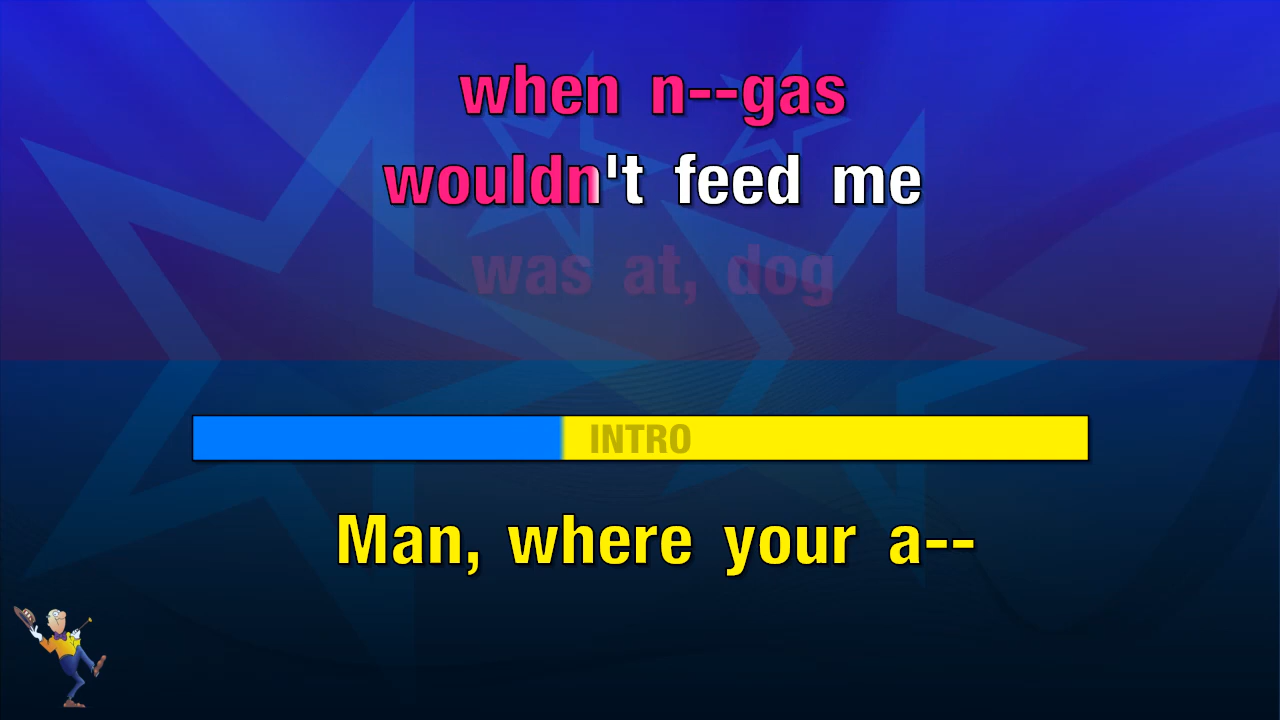 when n--gas
wouldn't feed me
was at, dog
INTRO
Man, where your a--